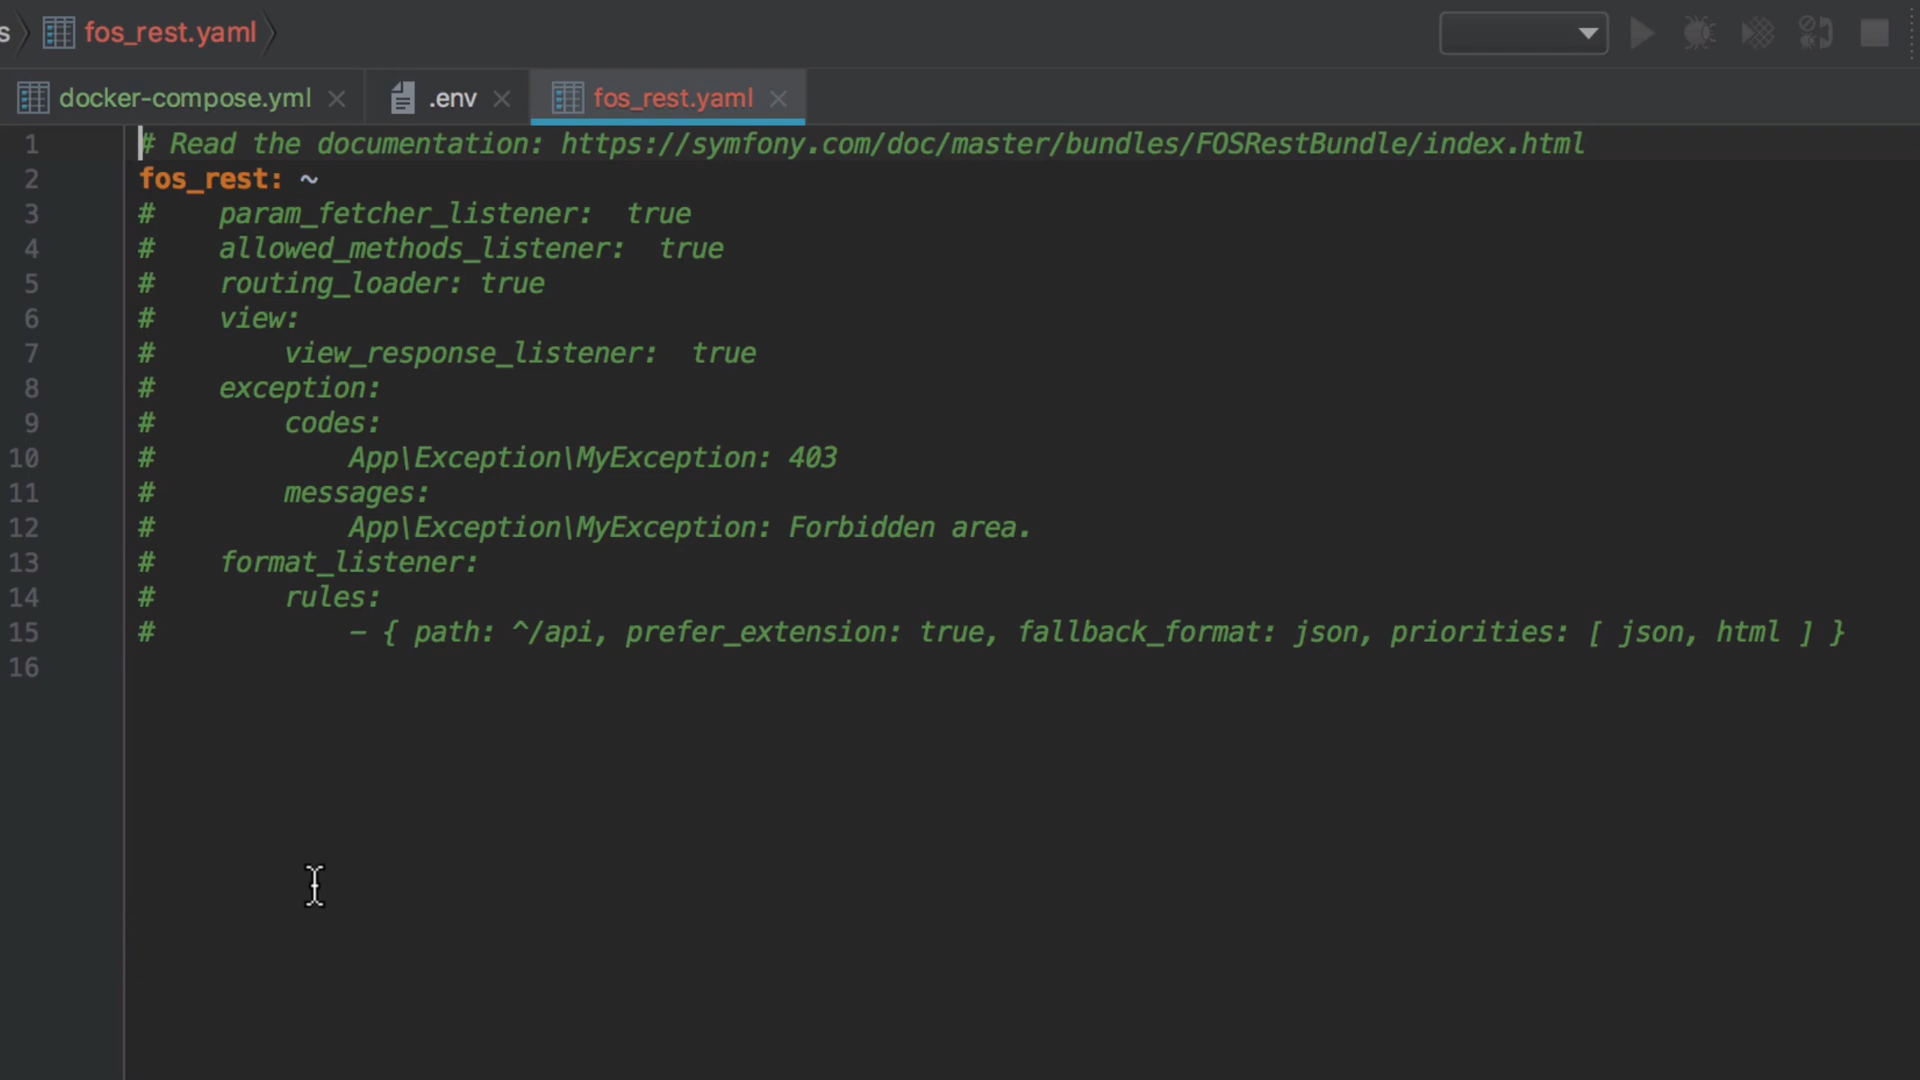 s fos_rest.yaml
docker-compose.yml .env fos_rest.yaml
1 # Read the documentation: https://symfony.com/doc/master/bundles/FOSRestBundle/index.html
2 fos_rest: ~
3 #    param_fetcher_listener:  true
4 #    allowed_methods_listener:  true
5 #    routing_loader: true
6 #    view:
7 #        view_response_listener:  true
8 #    exception:
9 #        codes:
10 #            App\Exception\MyException: 403
11 #        messages:
12 #            App\Exception\MyException: Forbidden area.
13 #    format_listener:
14 #        rules:
15 #            - { path: ^/api, prefer_extension: true, fallback_format: json, priorities: [ json, html ] }
16